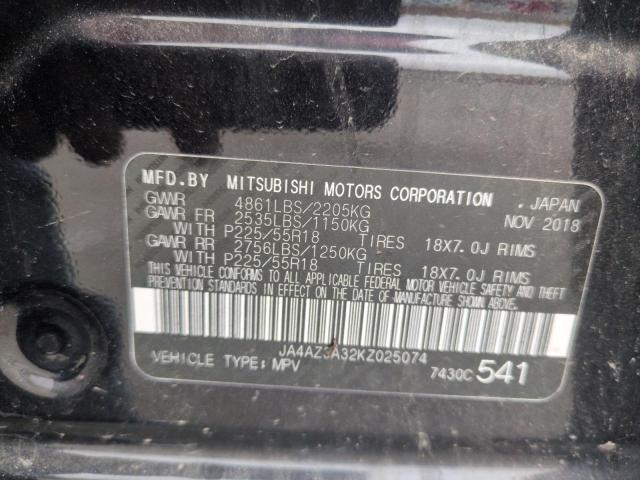 MFD.BY MITSUBISHI MOTORS CORPORATION . JAPAN
GVWR 4861LBS/2205KG NOV 2018
GAWR FR 2535LBS/1150KG
WITH P225/55R18 TIRES 18X7.0J RIMS
GAWR RR 2756LBS/1250KG
WITH P225/55R18 TIRES 18X7.0J RIMS
THIS VEHICLE CONFORMS TO ALL APPLICABLE FEDERAL MOTOR VEHICLE SAFETY AND THEFT
PREVENTION STANDARDS IN EFFECT ON THE DATE OF MANUFACTURE SHOWN ABOVE.
JA4AZ3A32KZ025074
VEHICLE TYPE: MPV 7430C 541